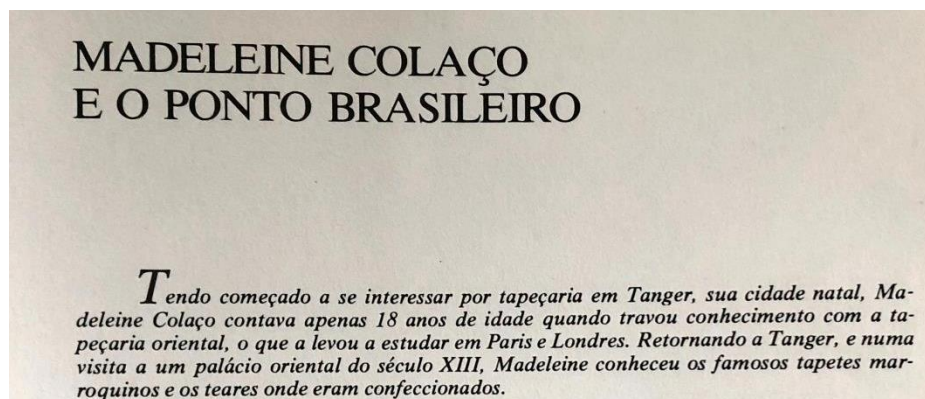 MADELEINE COLAÇO
E O PONTO BRASILEIRO
Tendo começado a se interessar por tapeçaria em Tanger, sua cidade natal, Ma-
deleine Colaço contava apenas 18 anos de idade quando travou conhecimento com a ta-
peçaria oriental, o que a levou a estudar em Paris e Londres. Retornando a Tanger, e numa
visita a um palácio oriental do século XIII, Madeleine conheceu os famosos tapetes mar-
roquinos e os teares onde eram confeccionados.